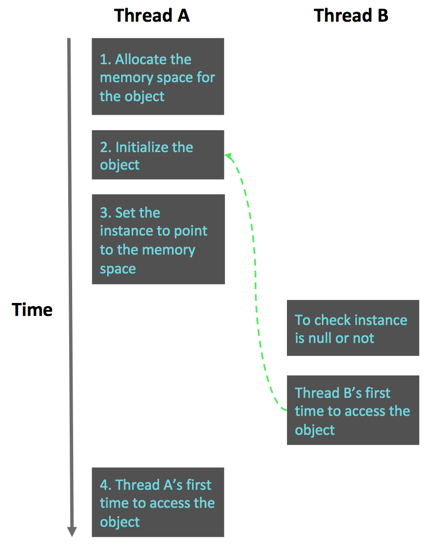 Thread A
Thread B
1. Allocate the
memory space for
the object
2. Initialize the
object
3. Set the
instance to point
to the memory
space
Time
To check instance
is null or not
Thread B's first
time to access the
object
4. Thread A's first
time to access the
object